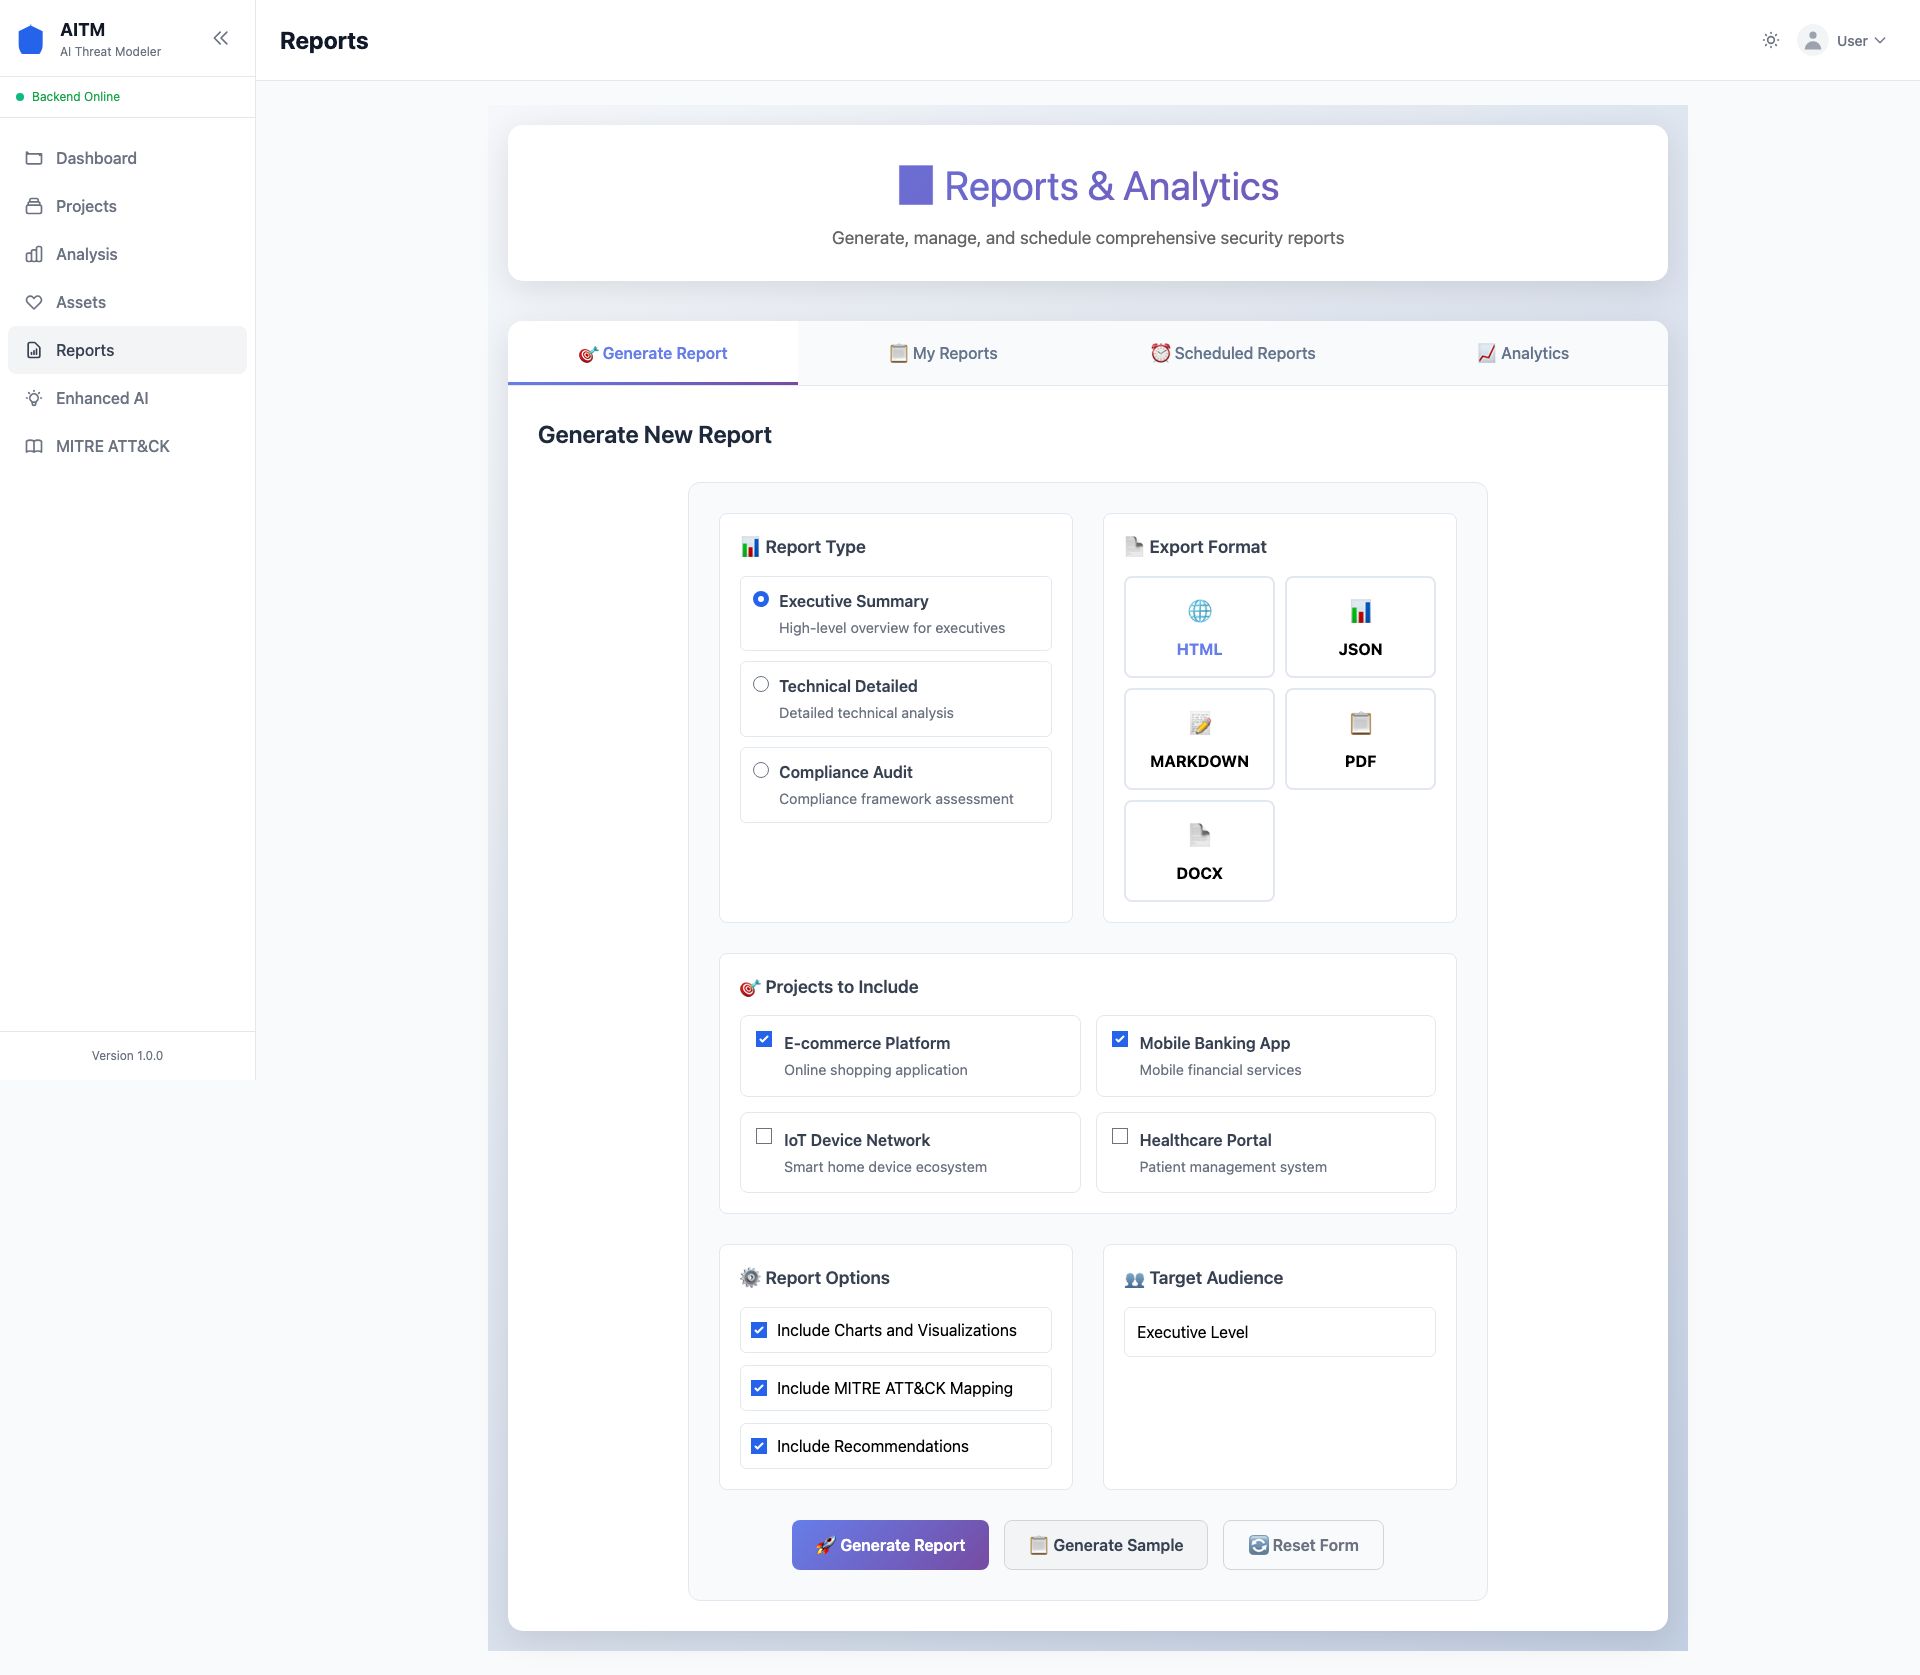 AITM
AI Threat Modeler
Backend Online
Dashboard
Projects
Analysis
Assets
Reports
Enhanced AI
MITRE ATT&CK
Version 1.0.0
Reports
User
Reports & Analytics
Generate, manage, and schedule comprehensive security reports
Generate Report
My Reports
Scheduled Reports
Analytics
Generate New Report
Report Type
Executive Summary
High-level overview for executives
Technical Detailed
Detailed technical analysis
Compliance Audit
Compliance framework assessment
Export Format
HTML
JSON
MARKDOWN
PDF
DOCX
Projects to Include
E-commerce Platform
Online shopping application
Mobile Banking App
Mobile financial services
IoT Device Network
Smart home device ecosystem
Healthcare Portal
Patient management system
Report Options
Include Charts and Visualizations
Include MITRE ATT&CK Mapping
Include Recommendations
Target Audience
Executive Level
Generate Report
Generate Sample
Reset Form